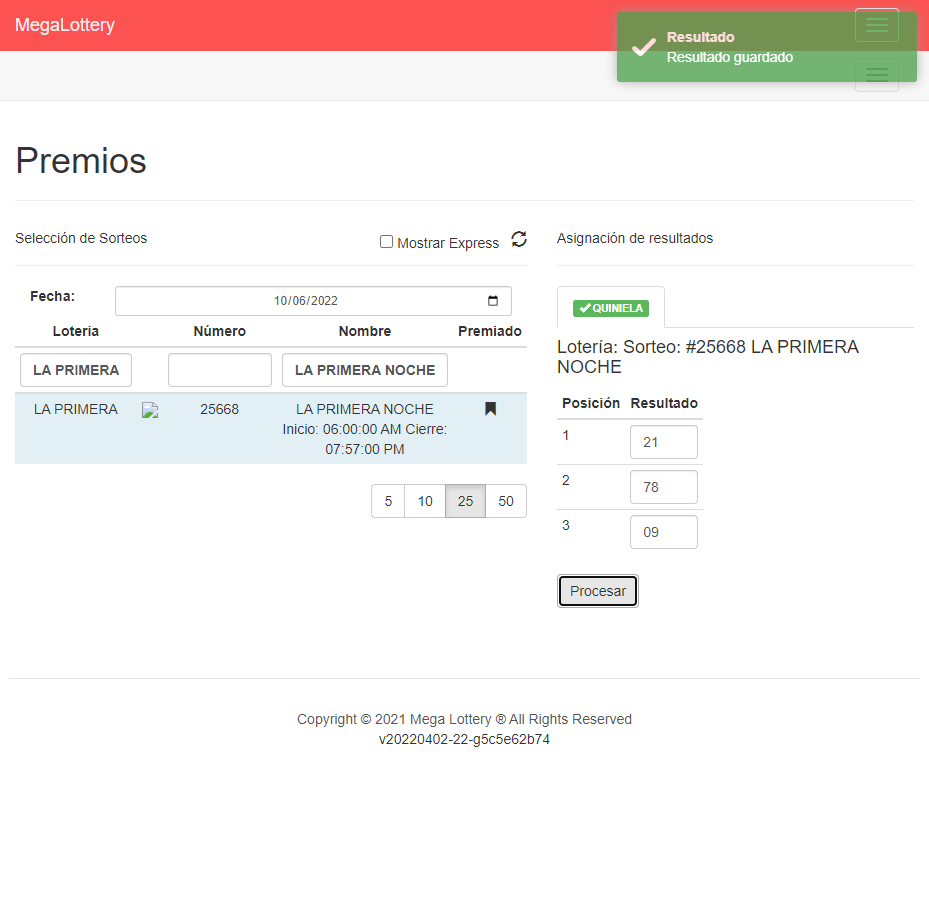 MegaLottery
Resultado
Resultado guardado
Premios
Selección de Sorteos
Mostrar Express
Fecha:
10/06/2022
Lotería Número Nombre Premiado
LA PRIMERA LA PRIMERA NOCHE
LA PRIMERA 25668 LA PRIMERA NOCHE
Inicio: 06:00:00 AM Cierre:
07:57:00 PM
5 10 25 50
Asignación de resultados
QUINIELA
Lotería: Sorteo: #25668 LA PRIMERA
NOCHE
Posición Resultado
1 21
2 78
3 09
Procesar
Copyright © 2021 Mega Lottery ® All Rights Reserved
v20220402-22-g5c5e62b74